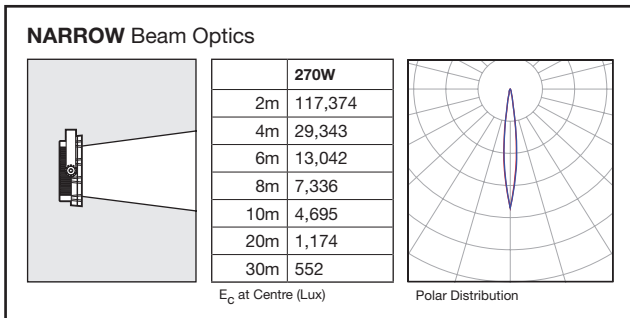 NARROW Beam Optics
270W
2m 117,374
4m 29,343
6m 13,042
8m 7,336
10m 4,695
20m 1,174
30m 552
EC at Centre (Lux)
Polar Distribution